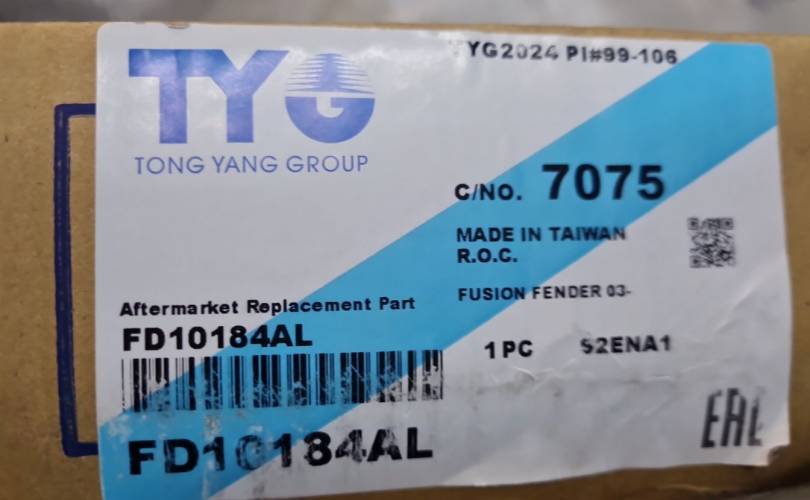 TYG
TYG2024 PI#99-106
TONG YANG GROUP
C/NO. 7075
MADE IN TAIWAN
R.O.C.
FUSION FENDER 03-
Aftermarket Replacement Part
FD10184AL
1 PC S2ENA1
FD10184AL
EAC